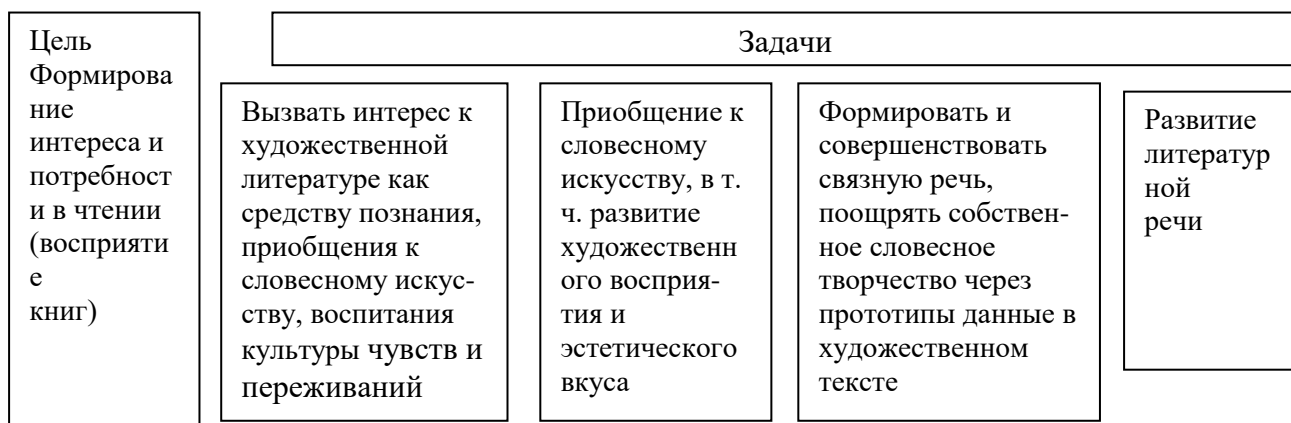 Цель
Формирова
ние
интереса и
потребност
и в чтении
(восприяти
е
книг)
Задачи
Вызвать интерес к
художественной
литературе как
средству познания,
приобщения к
словесному искус-
ству, воспитания
культуры чувств и
переживаний
Приобщение к
словесному
искусству, в т.
ч. развитие
художественн
ого восприя-
тия и
эстетического
вкуса
Формировать и
совершенствовать
связную речь,
поощрять собствен-
ное словесное
творчество через
прототипы данные в
художественном
тексте
Развитие
литератур
ной
речи